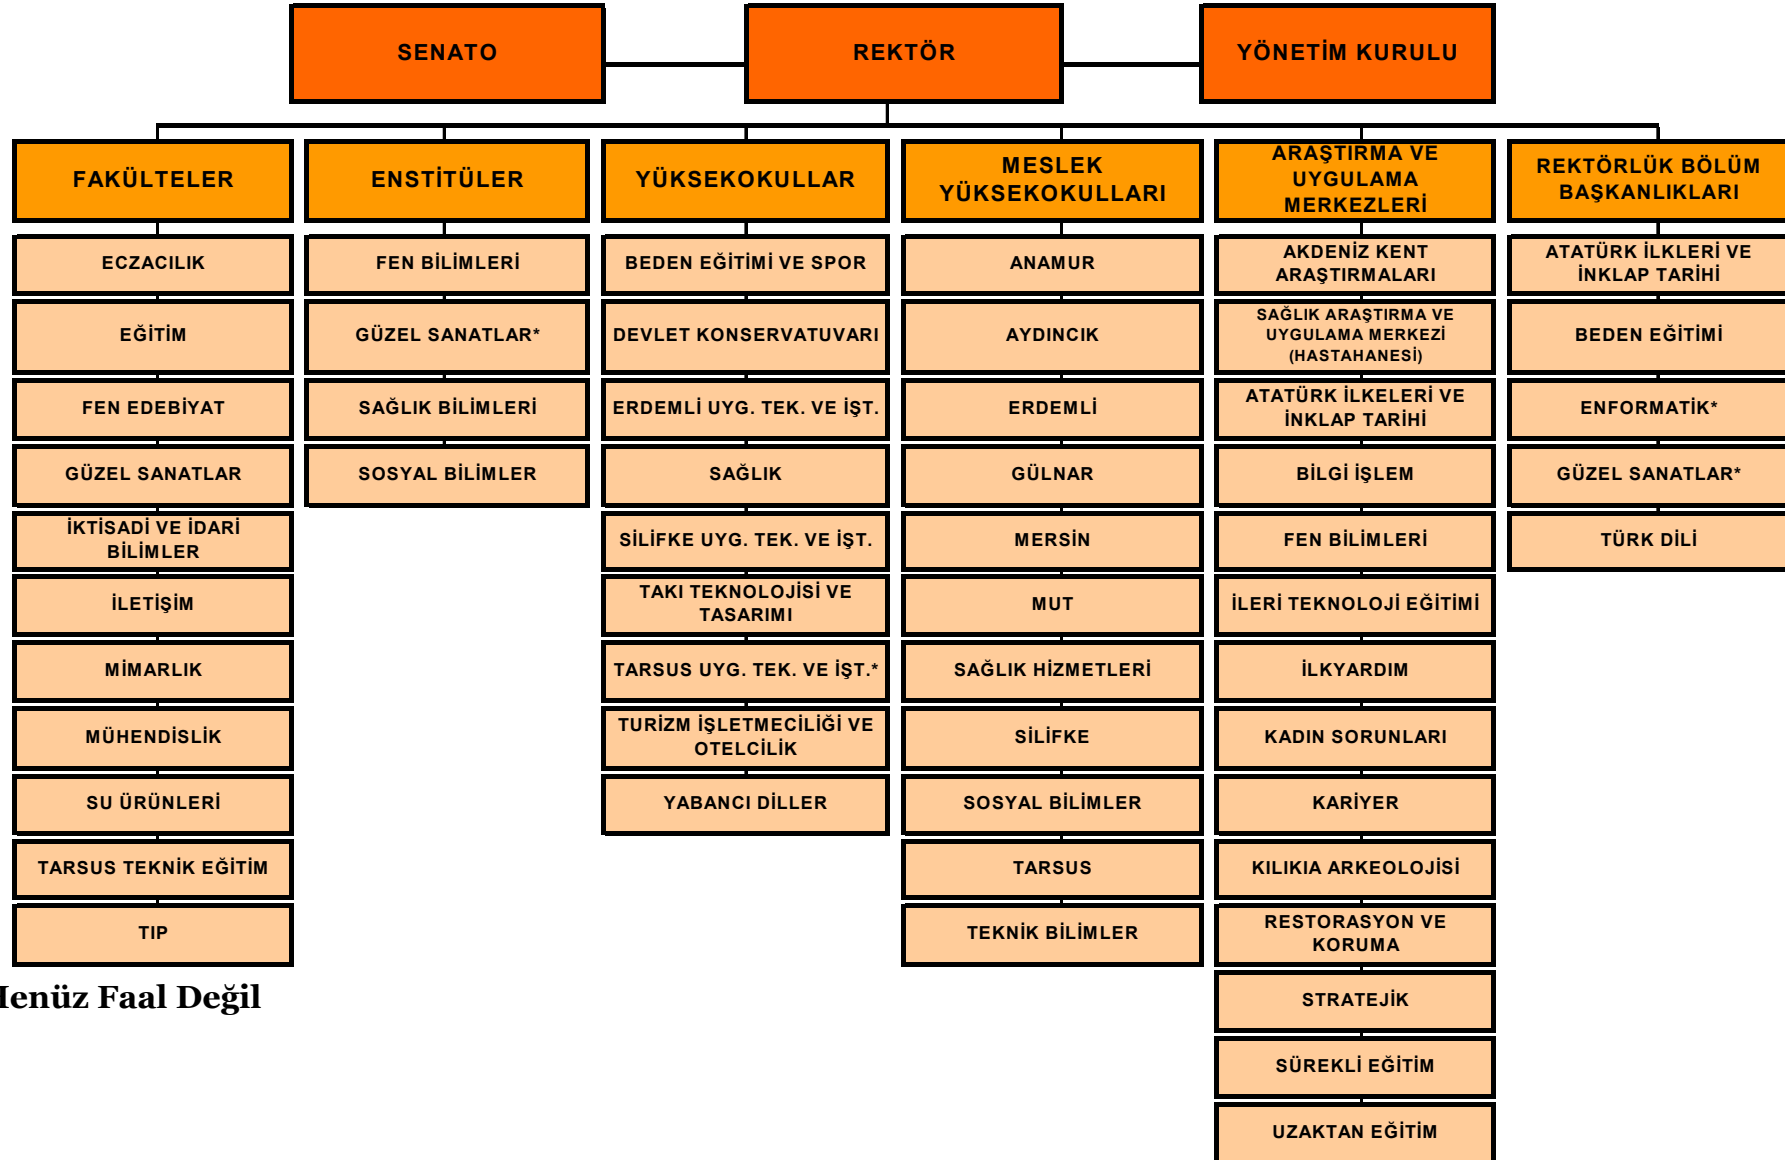 SENATO
REKTÖR
YÖNETİM KURULU
FAKÜLTELER
ECZACILIK
EĞİTİM
FEN EDEBİYAT
GÜZEL SANATLAR
İKTİSADİ VE İDARİ
BİLİMLER
İLETİŞİM
MİMARLIK
MÜHENDİSLİK
SU ÜRÜNLERİ
TARSUS TEKNİK EĞİTİM
TIP
ENSTİTÜLER
FEN BİLİMLERİ
GÜZEL SANATLAR*
SAĞLIK BİLİMLERİ
SOSYAL BİLİMLER
YÜKSEKOKULLAR
BEDEN EĞİTİMİ VE SPOR
DEVLET KONSERVATUVARI
ERDEMLİ UYG. TEK. VE İŞT.
SAĞLIK
SİLİFKE UYG. TEK. VE İŞT.
TAKI TEKNOLOJİSİ VE
TASARIMI
TARSUS UYG. TEK. VE İŞT.*
TURİZM İŞLETMECİLİĞİ VE
OTELCİLİK
YABANCI DİLLER
MESLEK
YÜKSEKOKULLARI
ANAMUR
AYDINCIK
ERDEMLİ
GÜLNAR
MERSİN
MUT
SAĞLIK HİZMETLERİ
SİLİFKE
SOSYAL BİLİMLER
TARSUS
TEKNİK BİLİMLER
ARAŞTIRMA VE
UYGULAMA
MERKEZLERİ
AKDENİZ KENT
ARAŞTIRMALARI
SAĞLIK ARAŞTIRMA VE
UYGULAMA MERKEZİ
(HASTAHANESİ)
ATATÜRK İLKELERİ VE
İNKLAP TARİHİ
BİLGİ İŞLEM
FEN BİLİMLERİ
İLERİ TEKNOLOJİ EĞİTİMİ
İLKYARDIM
KADIN SORUNLARI
KARİYER
KILIKIA ARKEOLOJİSİ
RESTORASYON VE
KORUMA
STRATEJİK
SÜREKLİ EĞİTİM
UZAKTAN EĞİTİM
REKTÖRLÜK BÖLÜM
BAŞKANLIKLARI
ATATÜRK İLKLERİ VE
İNKLAP TARİHİ
BEDEN EĞİTİMİ
ENFORMATİK*
GÜZEL SANATLAR*
TÜRK DİLİ
Henüz Faal Değil